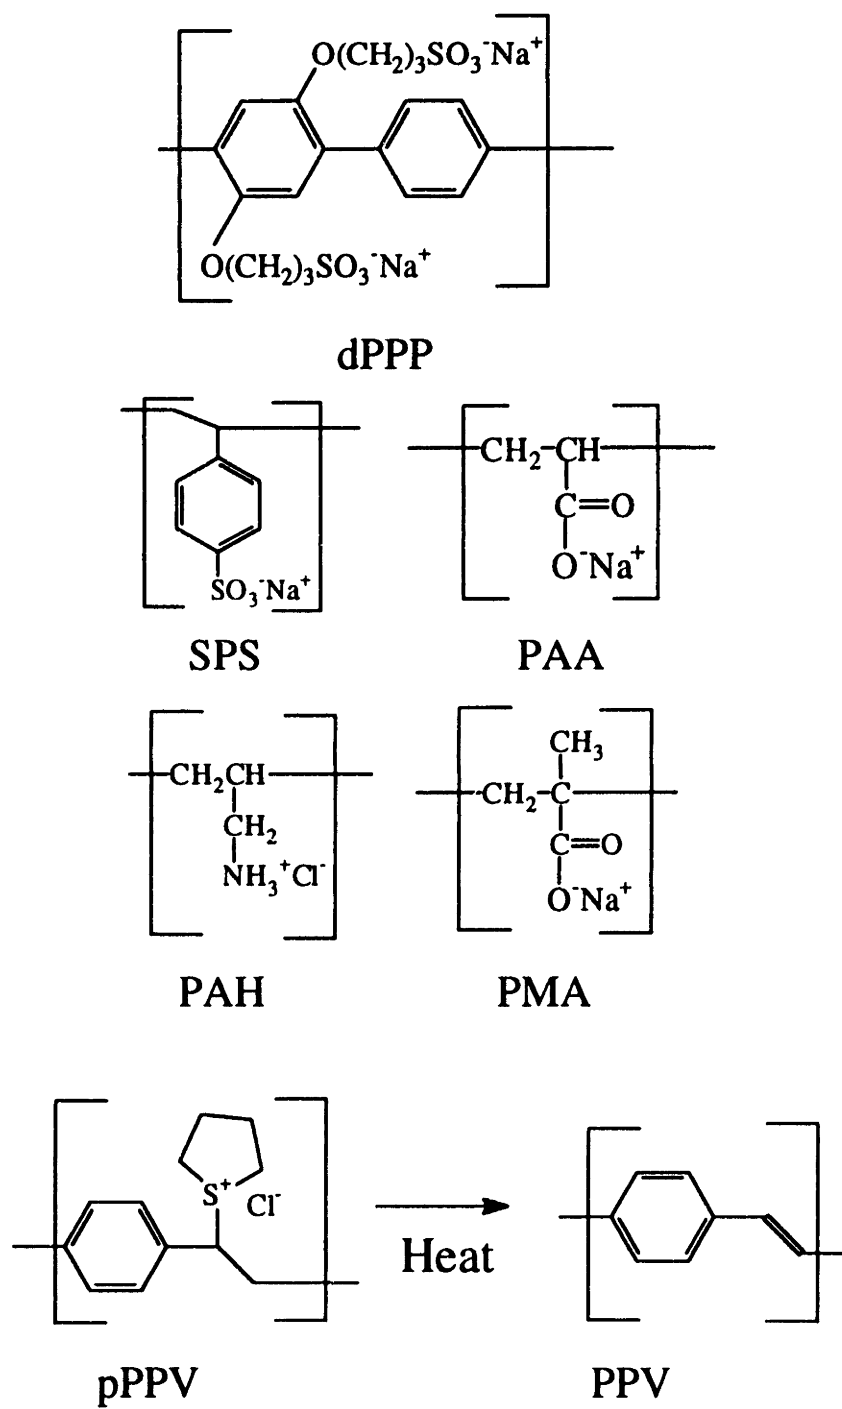 O(CH₂)₃SO₃⁻Na⁺
O(CH₂)₃SO₃⁻Na⁺
dPPP
SO₃⁻Na⁺
SPS
CH₂ CH
C=O
O⁻Na⁺
PAA
CH₂CH
CH₂
NH₃⁺Cl⁻
PAH
CH₃
CH₂ C
C=O
O⁻Na⁺
PMA
S⁺
Cl⁻
Heat
pPPV
PPV